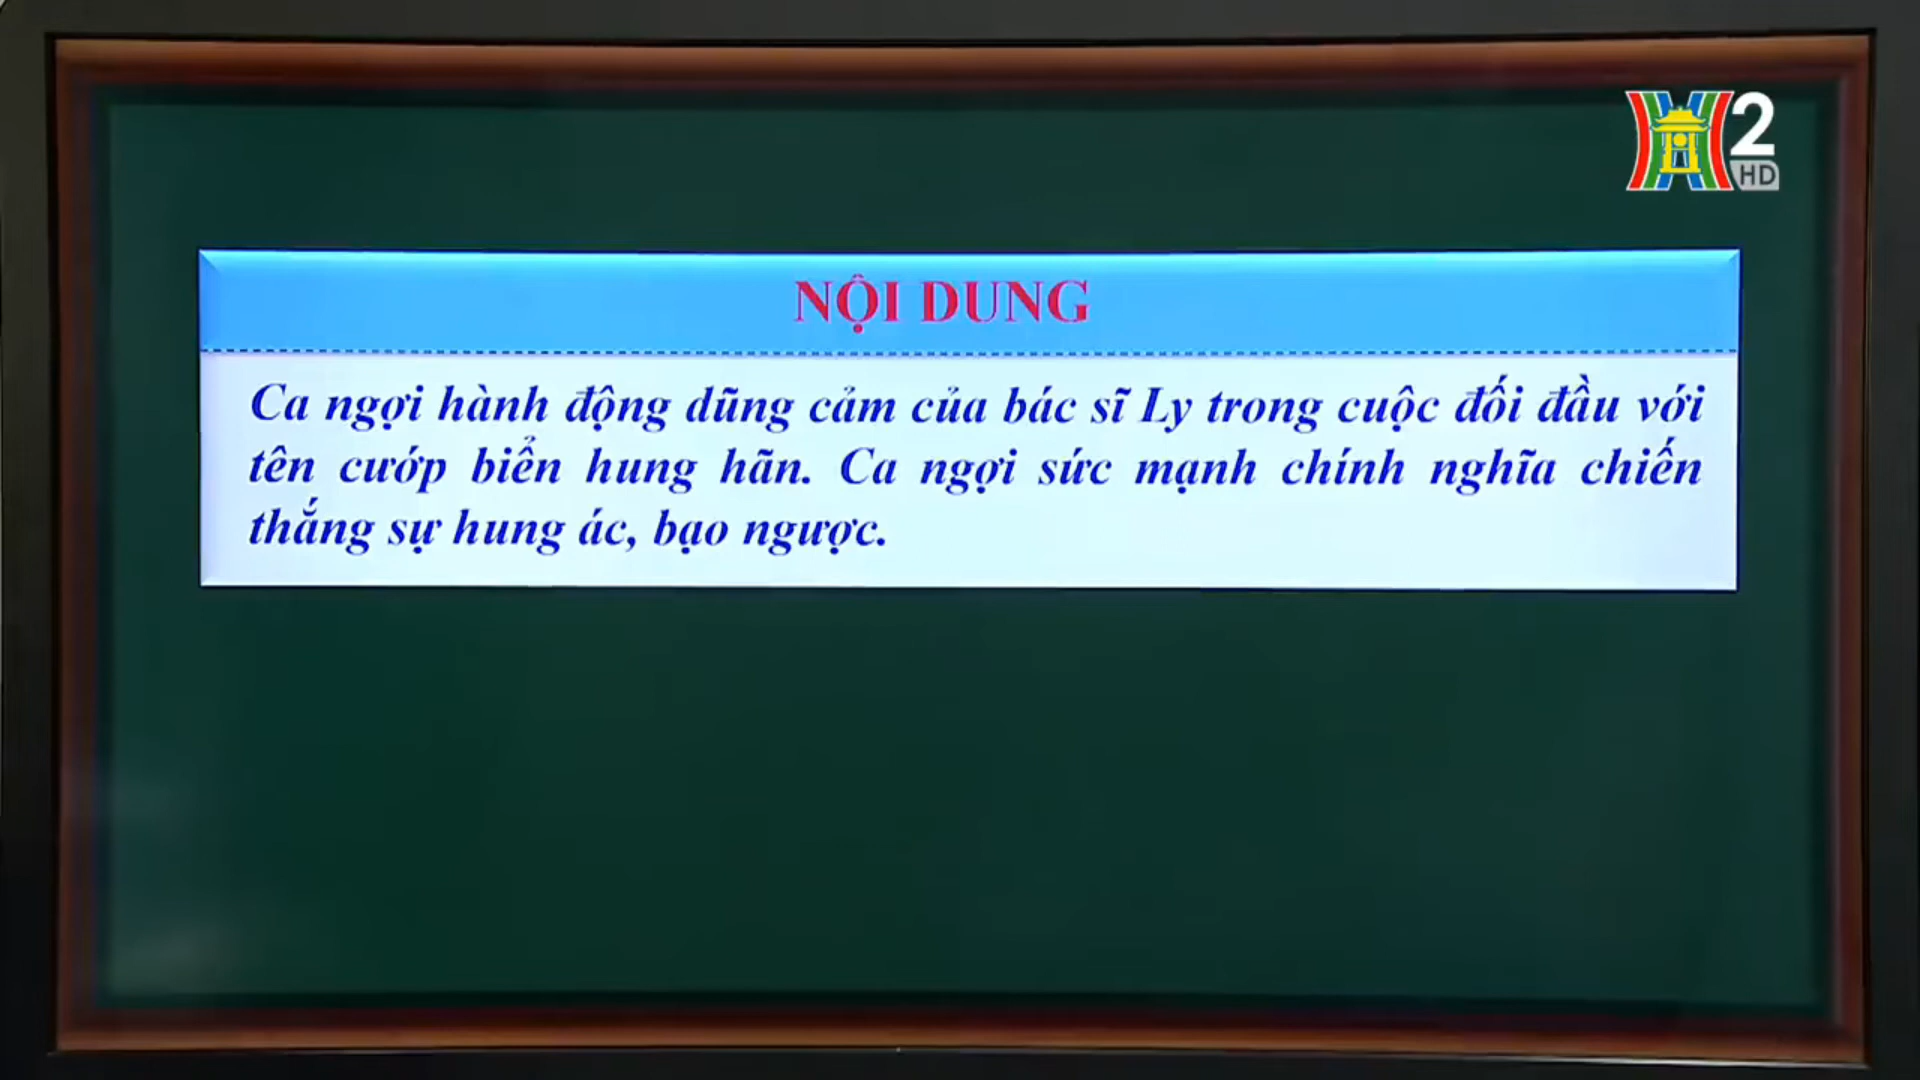 2
HD
NỘI DUNG
Ca ngợi hành động dũng cảm của bác sĩ Ly trong cuộc đối đầu với
tên cướp biển hung hãn. Ca ngợi sức mạnh chính nghĩa chiến
thắng sự hung ác, bạo ngược.